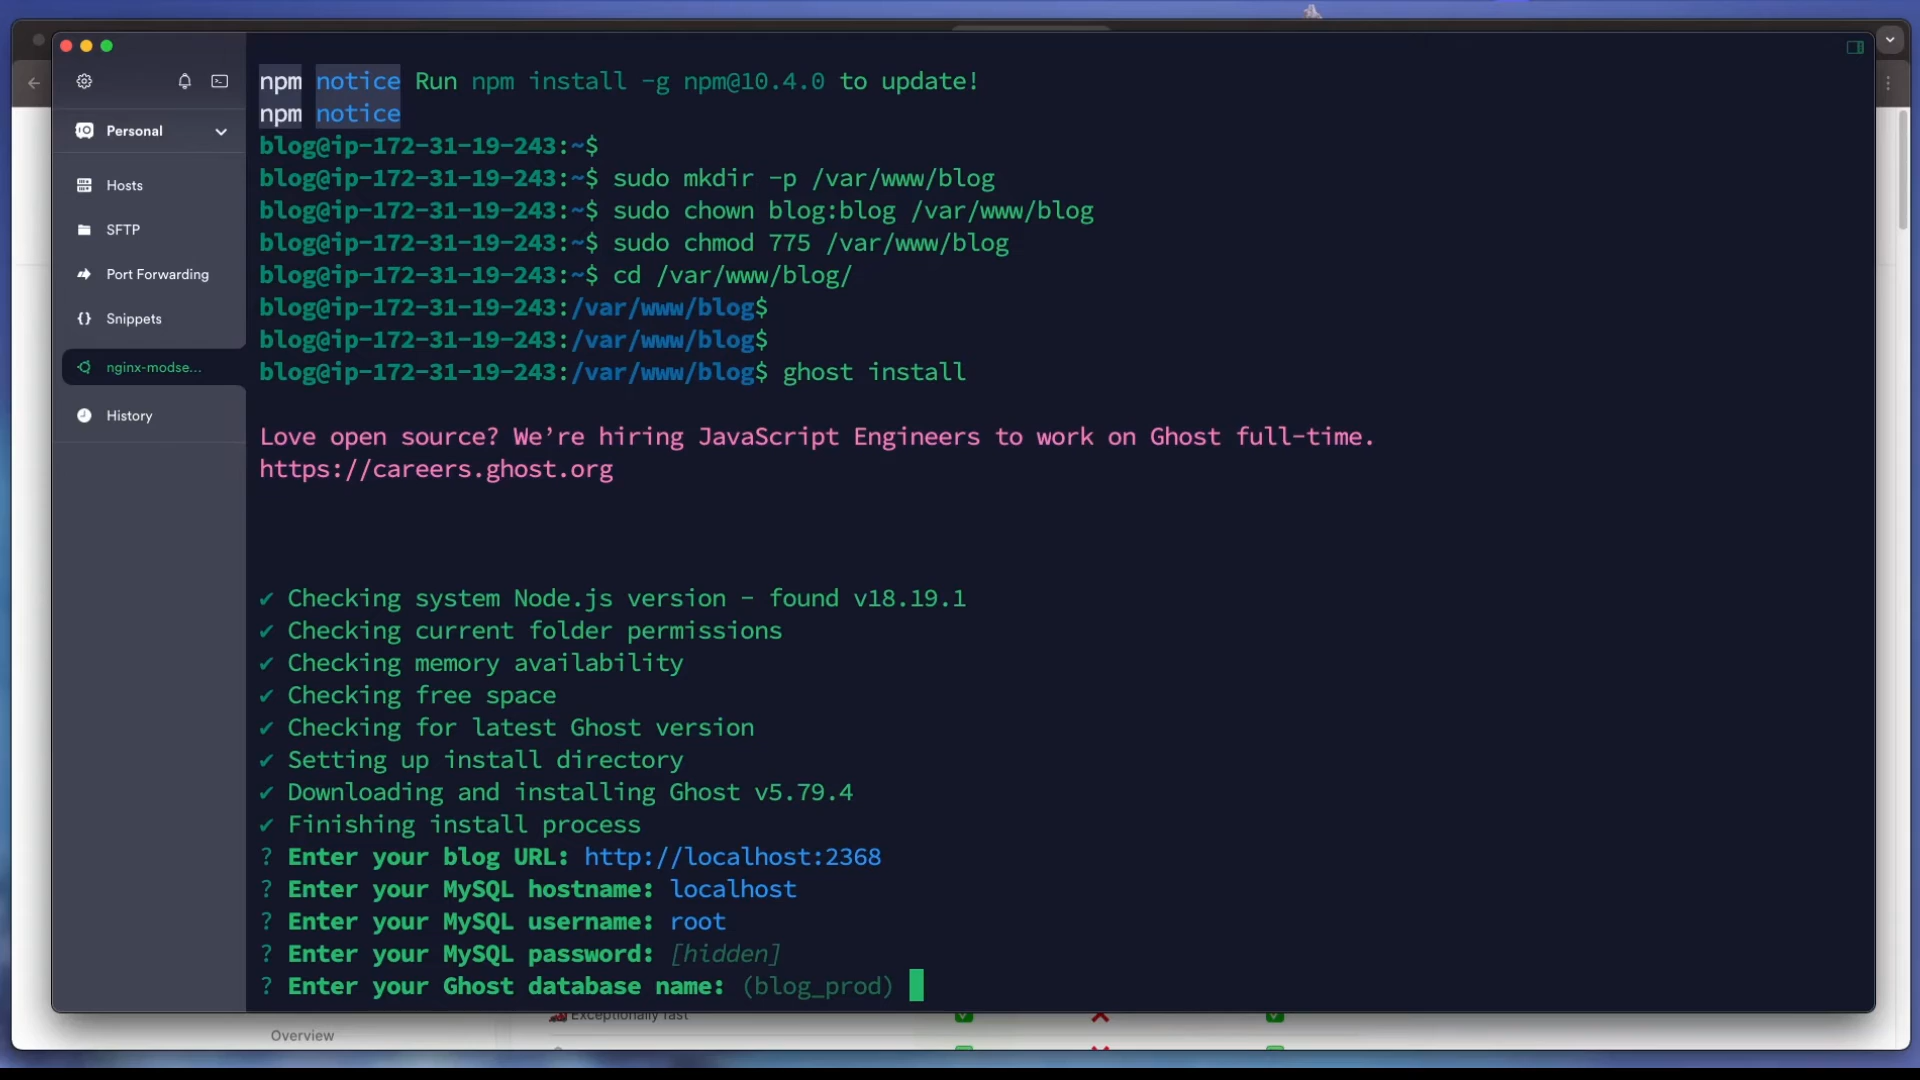 npm notice Run npm install -g npm@10.4.0 to update!
npm notice
Personal
Hosts
SFTP
Port Forwarding
Snippets
nginx-modse...
History
blog@ip-172-31-19-243:~$
blog@ip-172-31-19-243:~$ sudo mkdir -p /var/www/blog
blog@ip-172-31-19-243:~$ sudo chown blog:blog /var/www/blog
blog@ip-172-31-19-243:~$ sudo chmod 775 /var/www/blog
blog@ip-172-31-19-243:~$ cd /var/www/blog/
blog@ip-172-31-19-243:/var/www/blog$
blog@ip-172-31-19-243:/var/www/blog$
blog@ip-172-31-19-243:/var/www/blog$ ghost install
Love open source? We’re hiring JavaScript Engineers to work on Ghost full-time.
https://careers.ghost.org
✔ Checking system Node.js version - found v18.19.1
✔ Checking current folder permissions
✔ Checking memory availability
✔ Checking free space
✔ Checking for latest Ghost version
✔ Setting up install directory
✔ Downloading and installing Ghost v5.79.4
✔ Finishing install process
? Enter your blog URL: http://localhost:2368
? Enter your MySQL hostname: localhost
? Enter your MySQL username: root
? Enter your MySQL password: [hidden]
? Enter your Ghost database name: (blog_prod)
Exceptionally fast
Overview